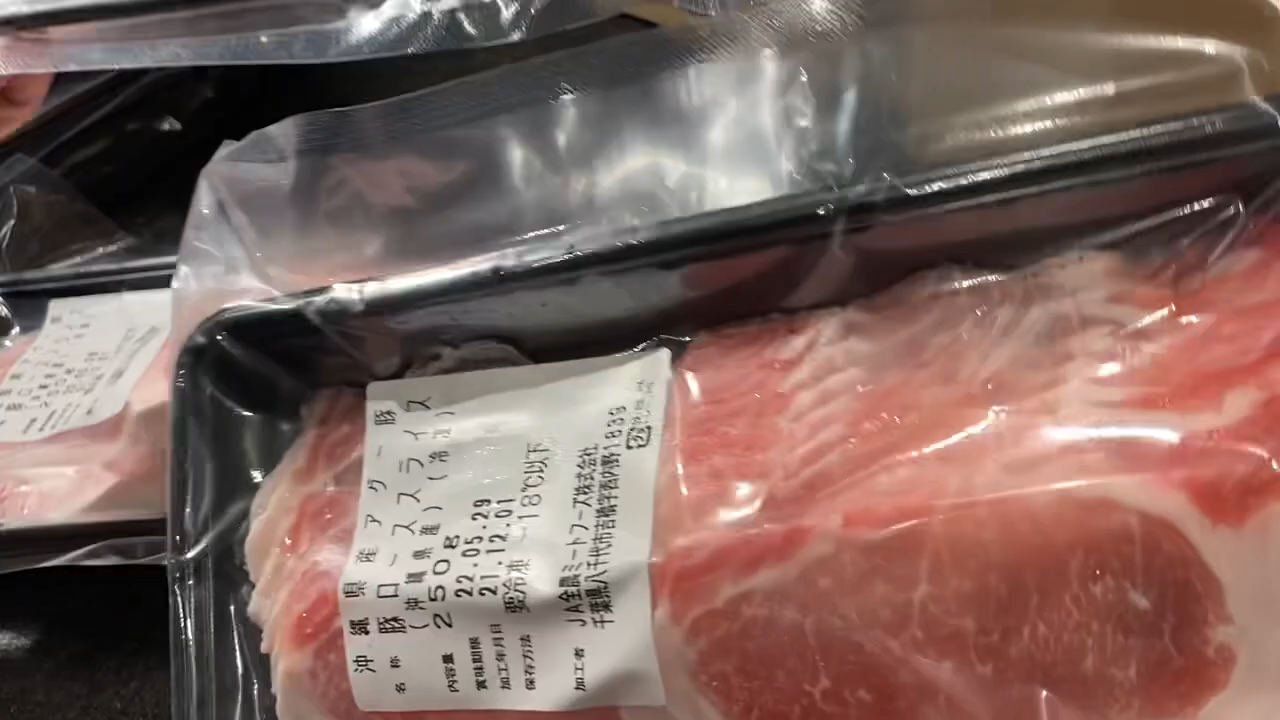 沖縄県産アグー豚
名称 豚ローススライス
(沖縄県産)(冷凍)
内容量 250g
賞味期限 22.05.29
加工年月日 21.12.01
保存方法 要冷凍 -18℃以下
加工者 JA全農ミートフーズ株式会社
千葉県八千代市吉橋字西内野1839